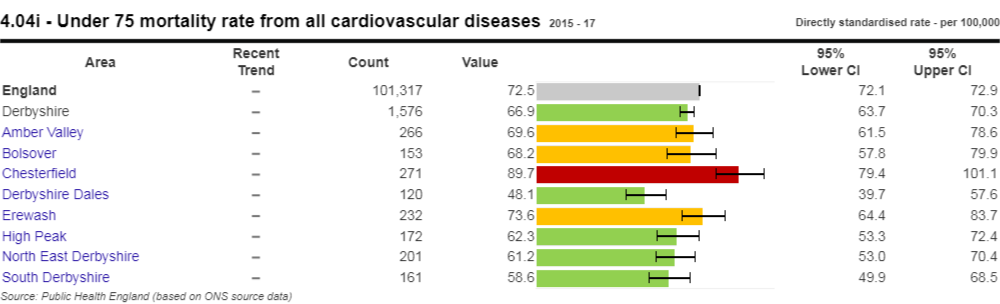 4.04i - Under 75 mortality rate from all cardiovascular diseases 2015 - 17 Directly standardised rate - per 100,000
Area Recent Trend Count Value 95% Lower CI 95% Upper CI
England – 101,317 72.5 72.1 72.9
Derbyshire – 1,576 66.9 63.7 70.3
Amber Valley – 266 69.6 61.5 78.6
Bolsover – 153 68.2 57.8 79.9
Chesterfield – 271 89.7 79.4 101.1
Derbyshire Dales – 120 48.1 39.7 57.6
Erewash – 232 73.6 64.4 83.7
High Peak – 172 62.3 53.3 72.4
North East Derbyshire – 201 61.2 53.0 70.4
South Derbyshire – 161 58.6 49.9 68.5
Source: Public Health England (based on ONS source data)